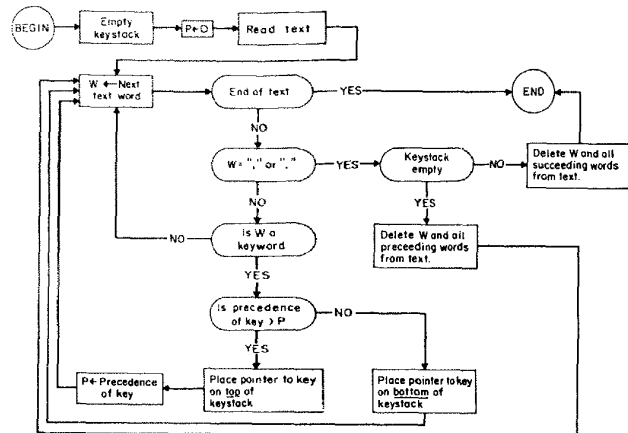 BEGIN
Empty
keystack
P←O
Read text
W ←Next
text word
End of text
YES
END
NO
W= "," or "."
YES
Keystack
empty
NO
Delete W and all
succeeding words
from text.
NO
YES
NO
Is W a
keyword
Delete W and all
preceeding words
from text.
YES
Is precedence
of key > P
NO
YES
P← Precedence
of key
Place pointer to key
on top of
keystack
Place pointer to key
on bottom of
keystack